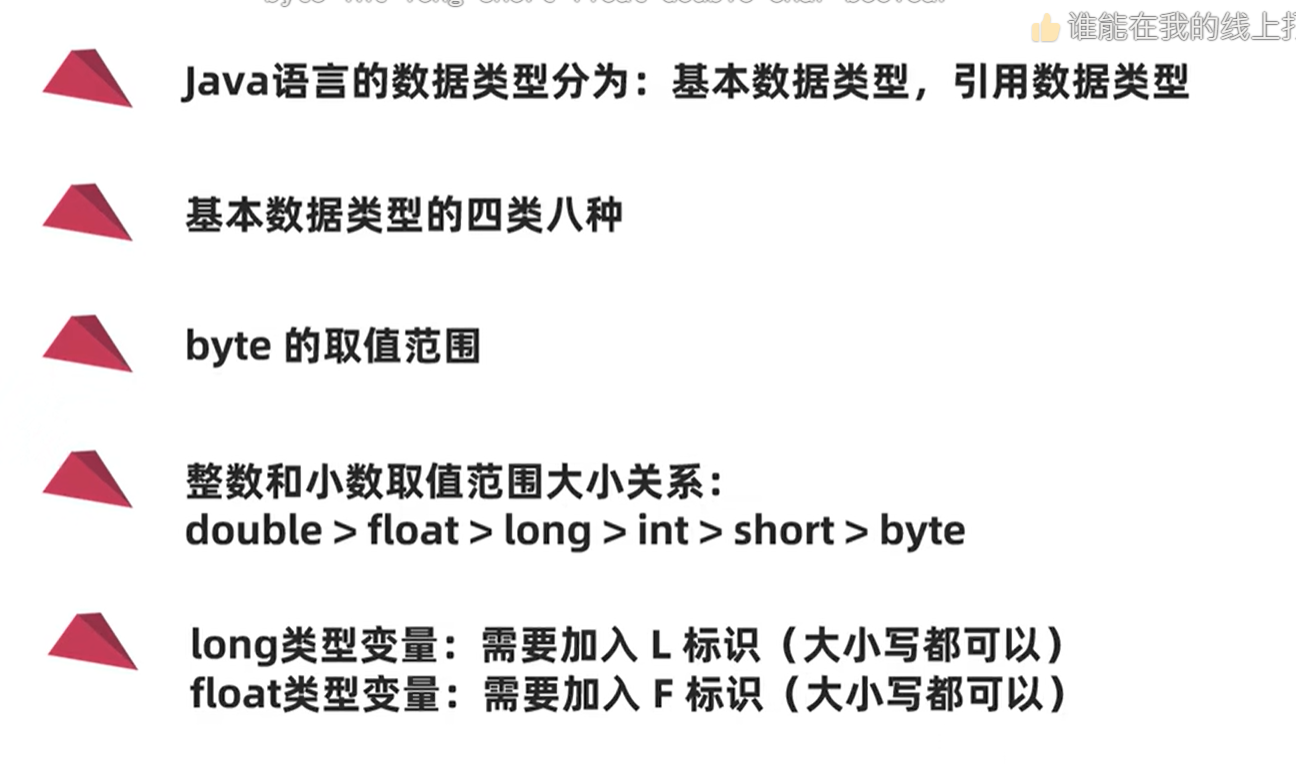 谁能在我的线上
Java语言的数据类型分为：基本数据类型，引用数据类型
基本数据类型的四类八种
byte 的取值范围
整数和小数取值范围大小关系：
double > float > long > int > short > byte
long类型变量：需要加入 L 标识（大小写都可以）
float类型变量：需要加入 F 标识（大小写都可以）